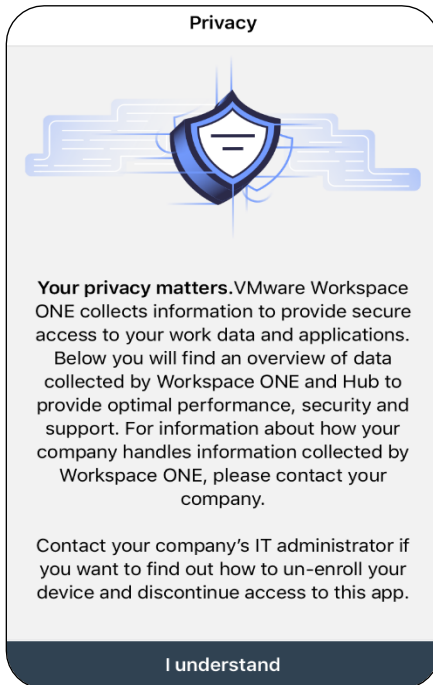 Privacy
Your privacy matters.VMware Workspace
ONE collects information to provide secure
access to your work data and applications.
Below you will find an overview of data
collected by Workspace ONE and Hub to
provide optimal performance, security and
support. For information about how your
company handles information collected by
Workspace ONE, please contact your
company.
Contact your company’s IT administrator if
you want to find out how to un-enroll your
device and discontinue access to this app.
I understand